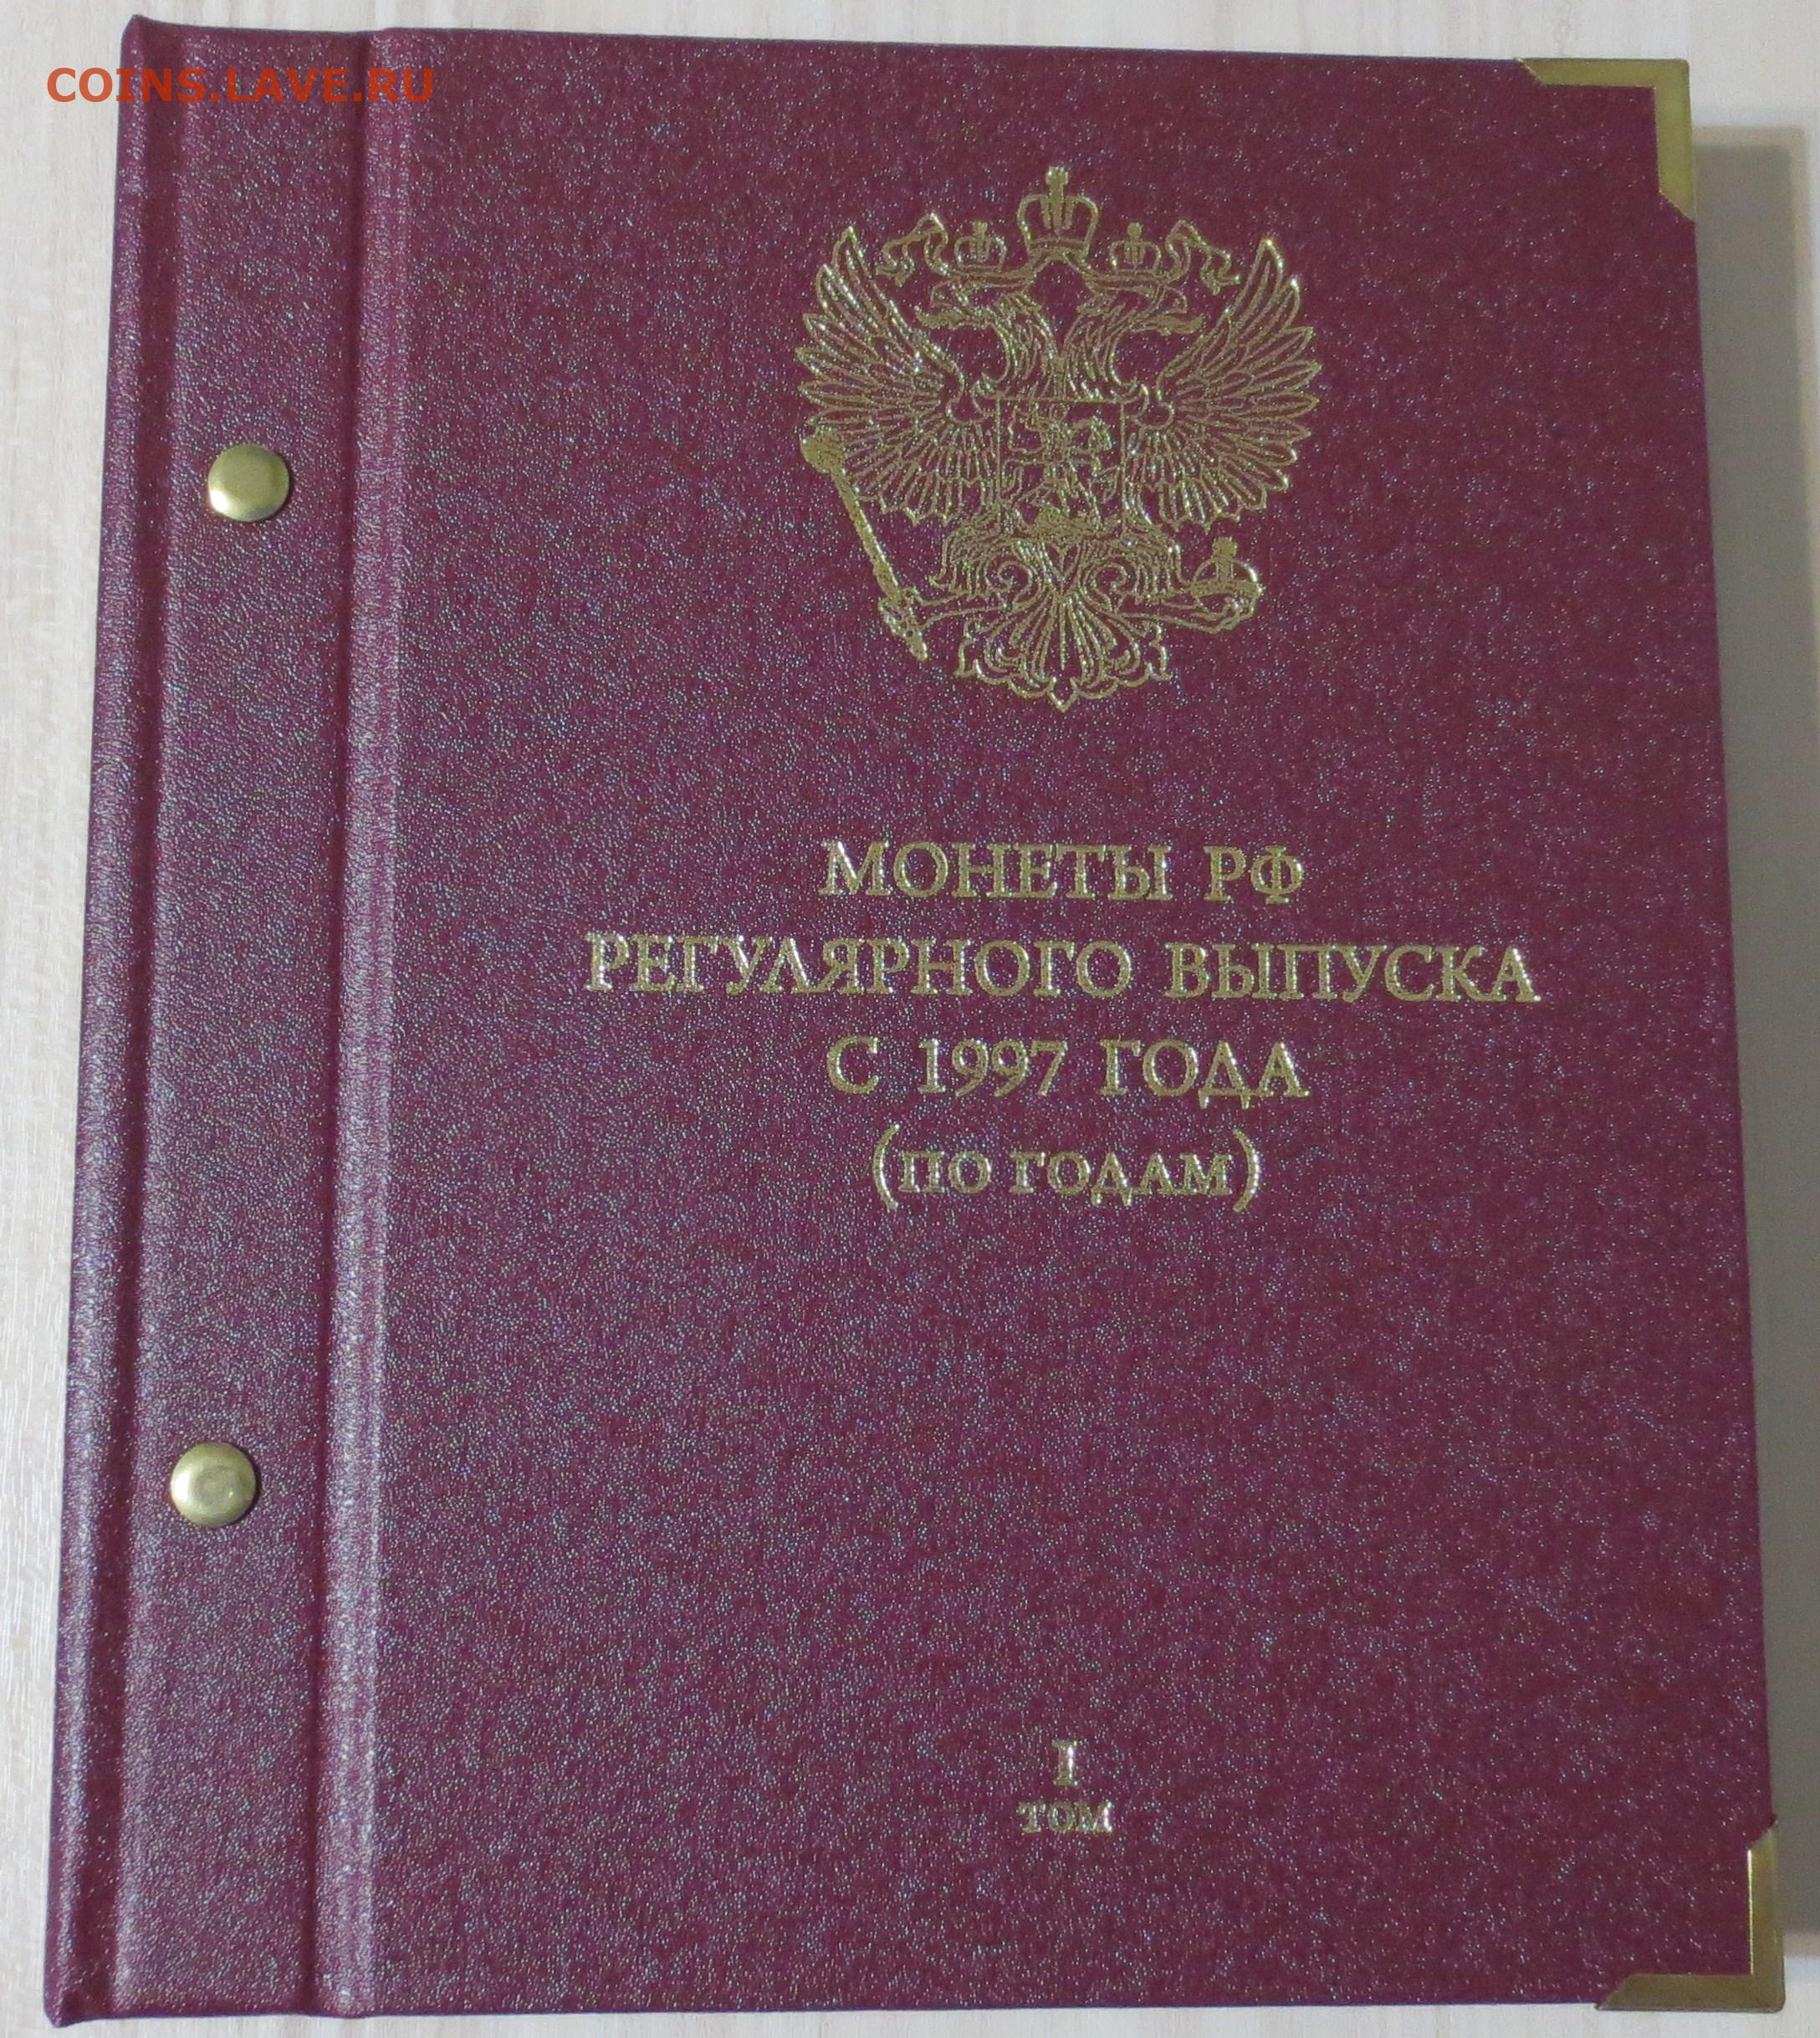 COINS.LAVE.RU
МОНЕТЫ РФ
РЕГУЛЯРНОГО ВЫПУСКА
С 1997 ГОДА
(ПО ГОДАМ)
I
ТОМ